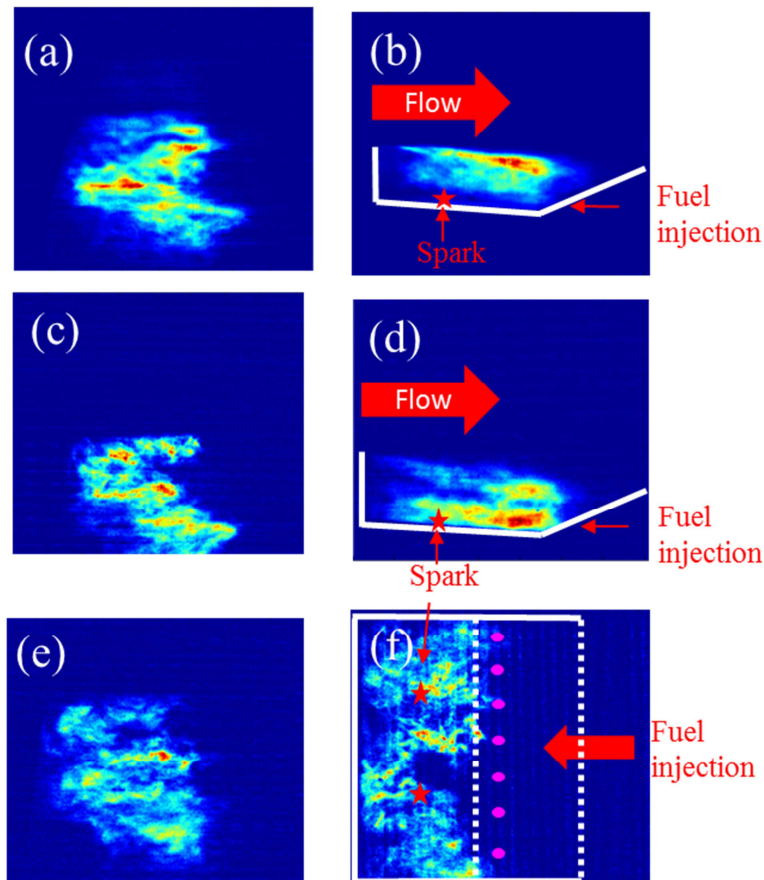 (a)
(b)
Flow
Spark
Fuel
injection
(c)
(d)
Flow
Fuel
injection
Spark
(e)
(f)
Fuel
injection